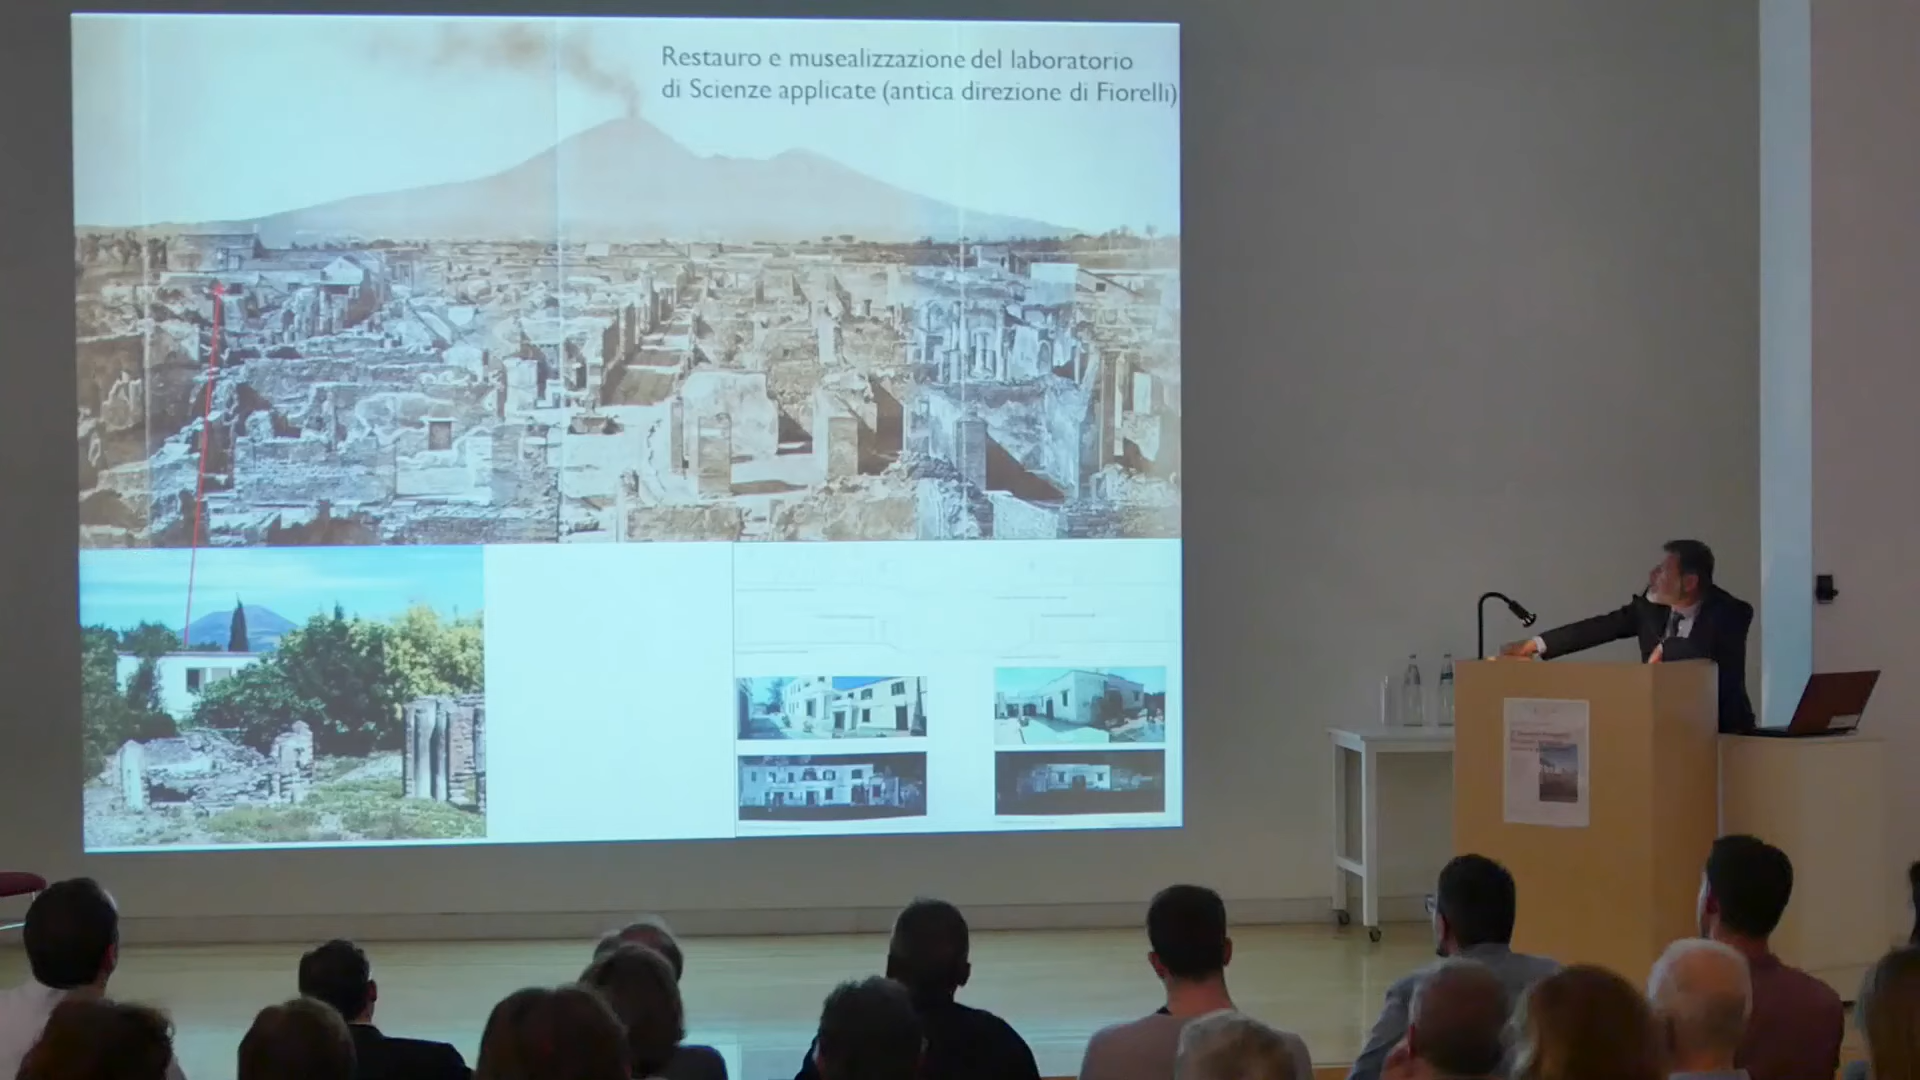 Restauro e musealizzazione del laboratorio
di Scienze applicate (antica direzione di Fiorelli)